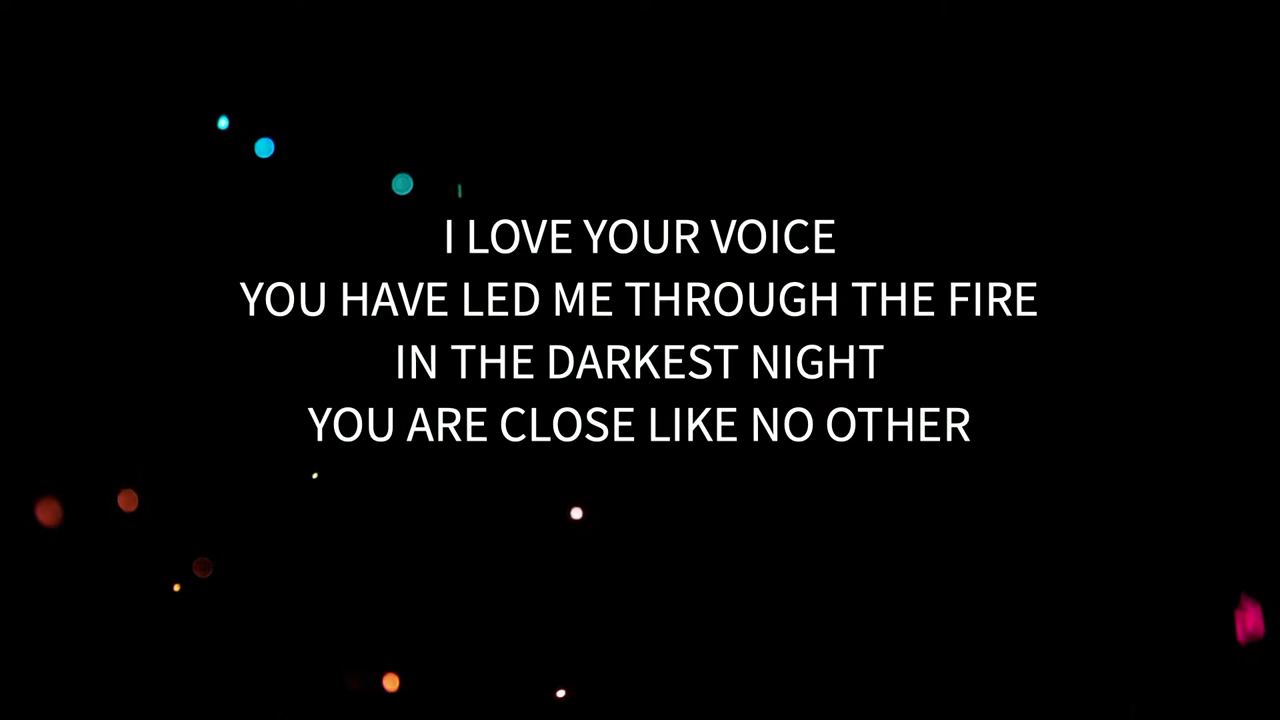 I LOVE YOUR VOICE
YOU HAVE LED ME THROUGH THE FIRE
IN THE DARKEST NIGHT
YOU ARE CLOSE LIKE NO OTHER